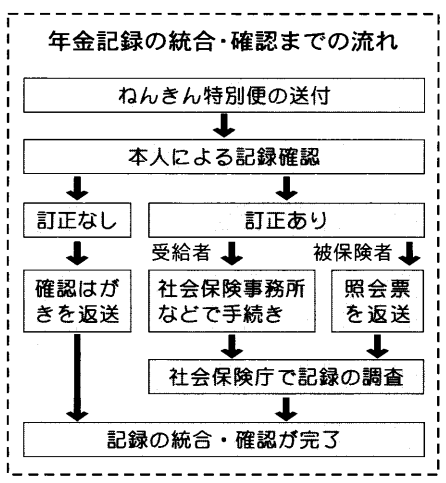 年金記録の統合・確認までの流れ
ねんきん特別便の送付
本人による記録確認
訂正なし
訂正あり
受給者
被保険者
確認はが
きを返送
社会保険事務所
などで手続き
照会票
を返送
社会保険庁で記録の調査
記録の統合・確認が完了